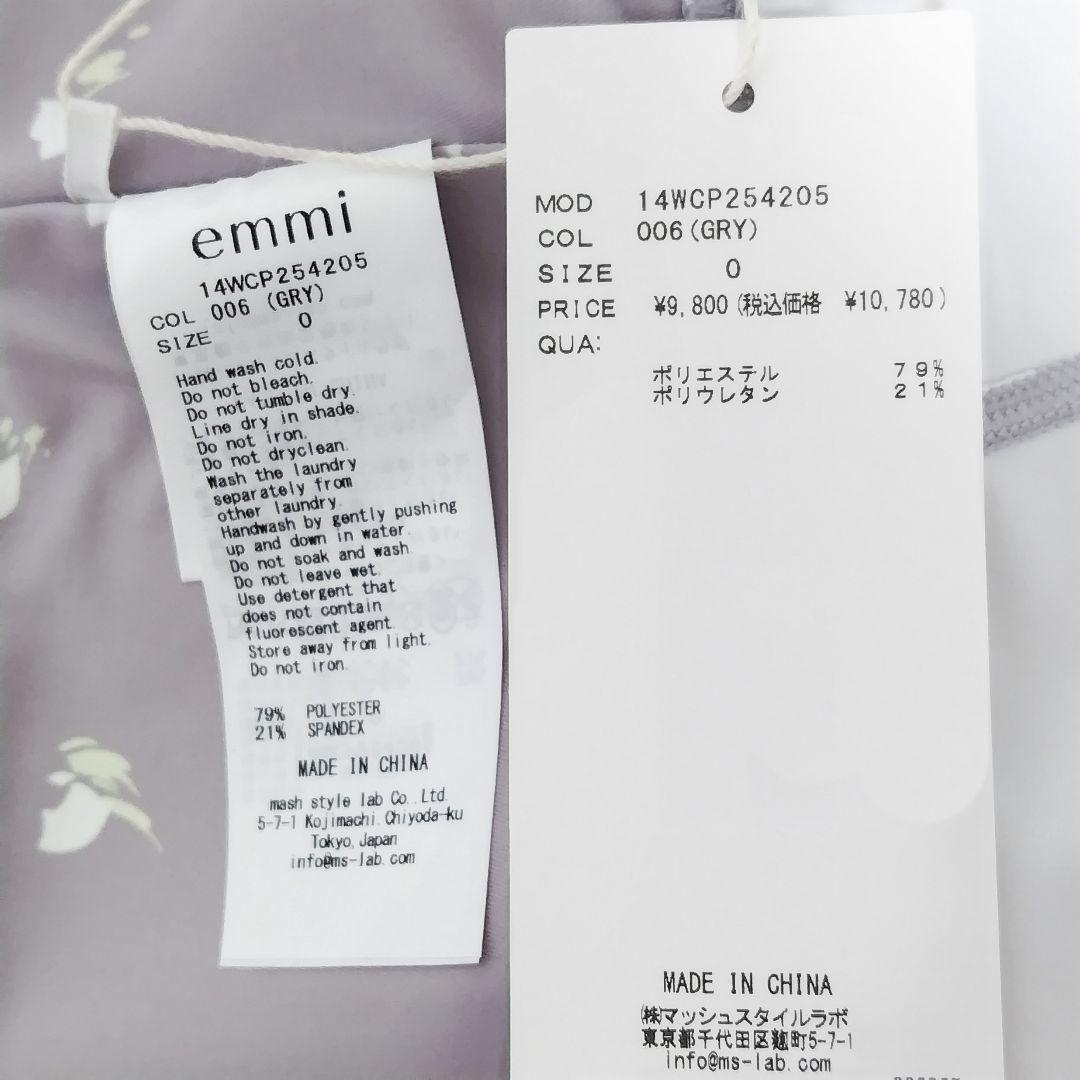 emmi
14WCP254205
COL 006 (GRY)
SIZE 0
Hand wash cold.
Do not bleach.
Do not tumble dry.
Line dry in shade.
Do not iron.
Do not dryclean.
Wash the laundry
separately from
other laundry.
Handwash by gently pushing
up and down in water.
Do not soak and wash.
Do not leave wet.
Use detergent that
does not contain
fluorescent agent.
Store away from light.
Do not iron.
79% POLYESTER
21% SPANDEX
MADE IN CHINA
mash style lab Co.,Ltd.
5-7-1 Kojimachi,Chiyoda-ku
Tokyo,Japan
info@ms-lab.com
MOD 14WCP254205
COL 006(GRY)
SIZE 0
PRICE ¥9,800(税込価格 ¥10,780)
QUA:
ポリエステル 79%
ポリウレタン 21%
MADE IN CHINA
㈱マッシュスタイルラボ
東京都千代田区麹町5-7-1
info@ms-lab.com